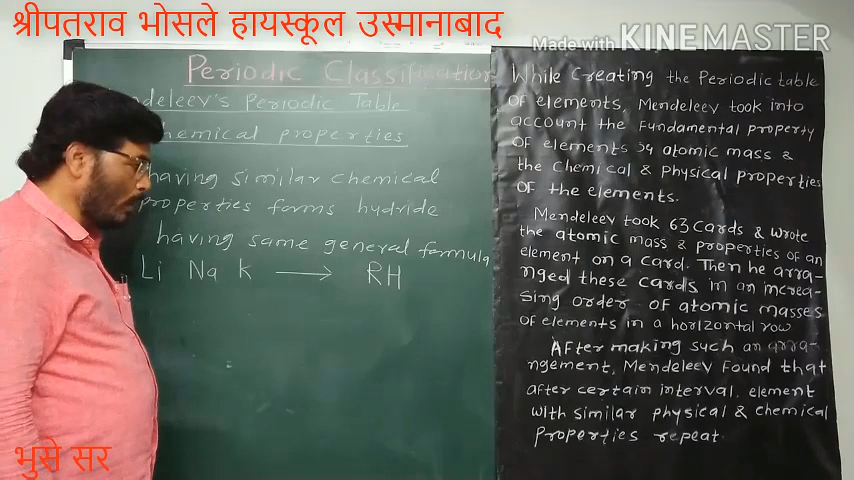 श्रीपतराव भोसले हायस्कूल उस्मानाबाद
Made with KINEMASTER
Periodic Classification
deleev's Periodic Table
hemical properties
having similar chemical
properties forms hydride
having same general formula
Li Na K ⟶ RH
While Creating the Periodic table
of elements, Mendeleev took into
account the Fundamental property
of elements atomic mass &
the Chemical & physical properties
of the elements.
Mendeleev took 63 cards & wrote
the atomic mass & properties of an
element on a card. Then he arra-
nged these cards in an increa-
sing order of atomic masses
of elements in a horizontal row
After making such an arra-
ngement, Mendeleev Found that
after certain interval. element
with similar physical & chemical
Properties repeat.
भुसे सर